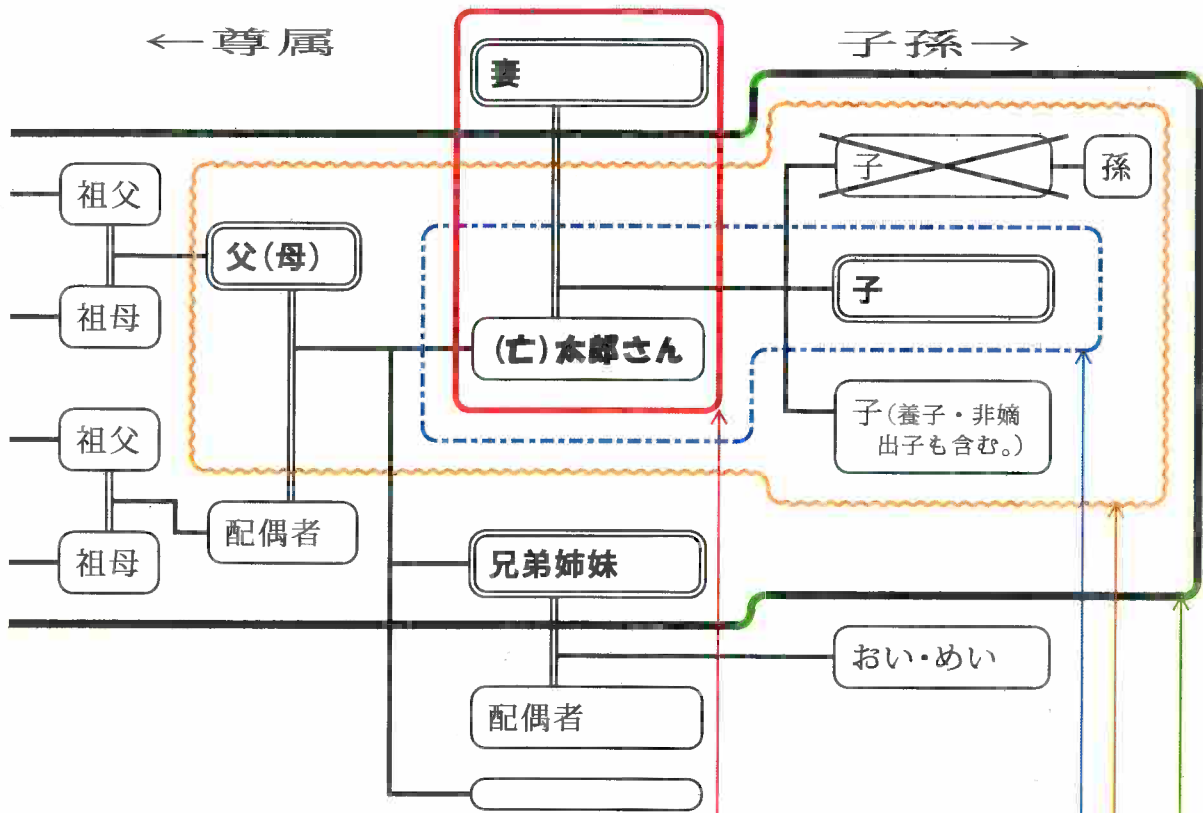 ←尊属
子孫→
妻
子
孫
祖父
父(母)
子
祖母
(亡)太郎さん
祖父
子(養子・非嫡
出子も含む。)
配偶者
祖母
兄弟姉妹
おい・めい
配偶者